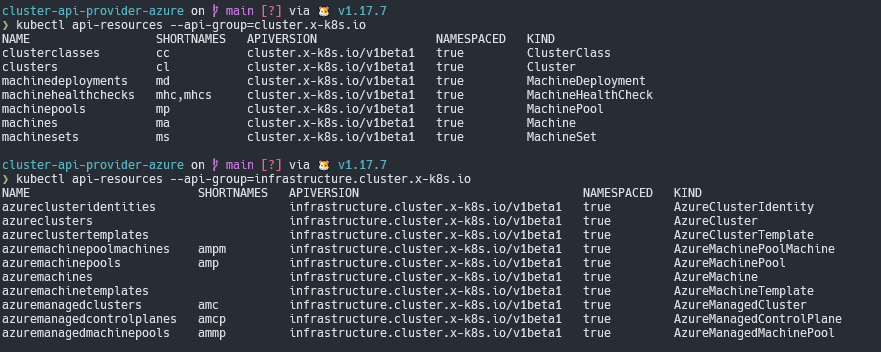 cluster-api-provider-azure on main [?] via v1.17.7
❯ kubectl api-resources --api-group=cluster.x-k8s.io
NAME SHORTNAMES APIVERSION NAMESPACED KIND
clusterclasses cc cluster.x-k8s.io/v1beta1 true ClusterClass
clusters cl cluster.x-k8s.io/v1beta1 true Cluster
machinedeployments md cluster.x-k8s.io/v1beta1 true MachineDeployment
machinehealthchecks mhc,mhcs cluster.x-k8s.io/v1beta1 true MachineHealthCheck
machinepools mp cluster.x-k8s.io/v1beta1 true MachinePool
machines ma cluster.x-k8s.io/v1beta1 true Machine
machinesets ms cluster.x-k8s.io/v1beta1 true MachineSet
cluster-api-provider-azure on main [?] via v1.17.7
❯ kubectl api-resources --api-group=infrastructure.cluster.x-k8s.io
NAME SHORTNAMES APIVERSION NAMESPACED KIND
azureclusteridentities infrastructure.cluster.x-k8s.io/v1beta1 true AzureClusterIdentity
azureclusters infrastructure.cluster.x-k8s.io/v1beta1 true AzureCluster
azureclustertemplates infrastructure.cluster.x-k8s.io/v1beta1 true AzureClusterTemplate
azuremachinepoolmachines ampm infrastructure.cluster.x-k8s.io/v1beta1 true AzureMachinePoolMachine
azuremachinepools amp infrastructure.cluster.x-k8s.io/v1beta1 true AzureMachinePool
azuremachines infrastructure.cluster.x-k8s.io/v1beta1 true AzureMachine
azuremachinetemplates infrastructure.cluster.x-k8s.io/v1beta1 true AzureMachineTemplate
azuremanagedclusters amc infrastructure.cluster.x-k8s.io/v1beta1 true AzureManagedCluster
azuremanagedcontrolplanes amcp infrastructure.cluster.x-k8s.io/v1beta1 true AzureManagedControlPlane
azuremanagedmachinepools ammp infrastructure.cluster.x-k8s.io/v1beta1 true AzureManagedMachinePool